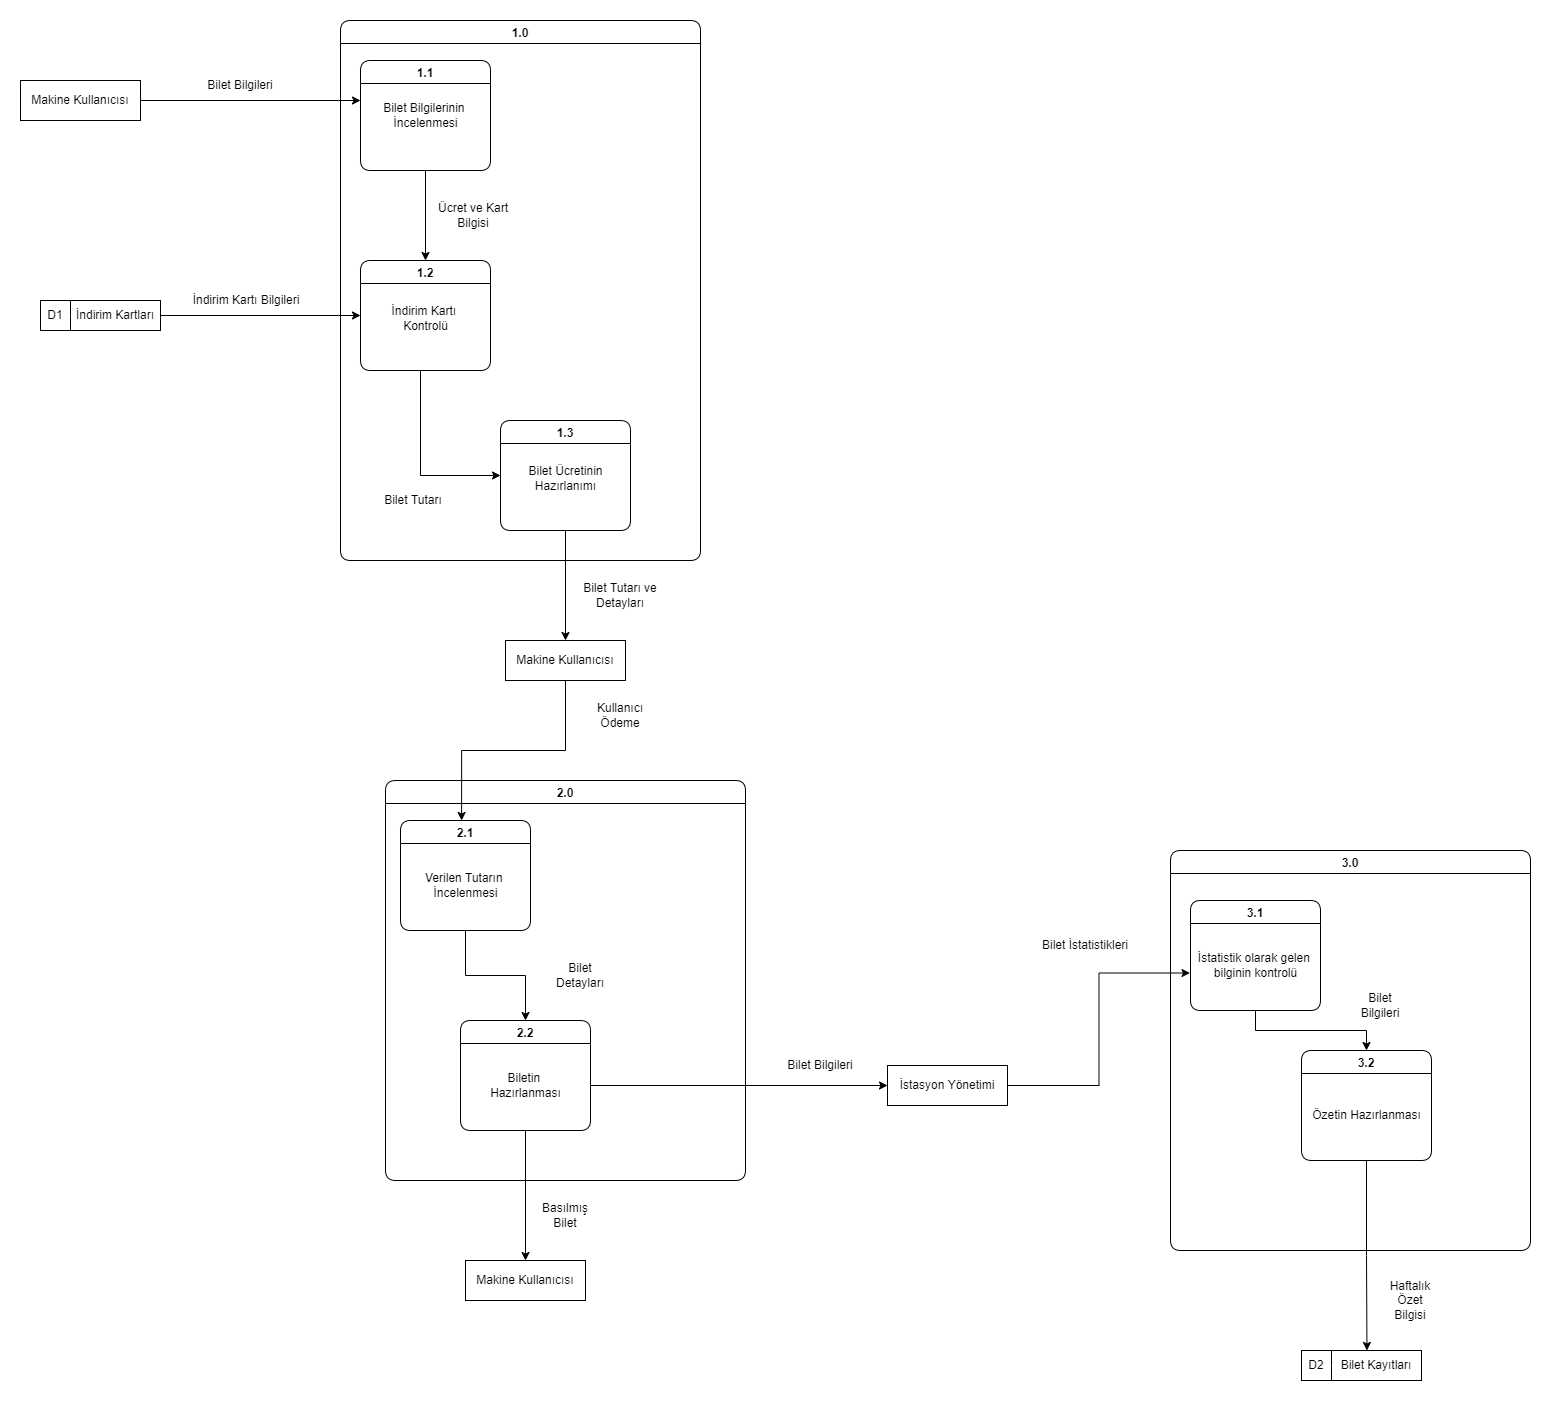 1.0
1.1
Bilet Bilgileri
Makine Kullanıcısı
Bilet Bilgilerinin
İncelenmesi
Ücret ve Kart
Bilgisi
1.2
İndirim Kartı Bilgileri
D1
İndirim Kartları
İndirim Kartı
Kontrolü
1.3
Bilet Ücretinin
Hazırlanımı
Bilet Tutarı
Bilet Tutarı ve
Detayları
Makine Kullanıcısı
Kullanıcı
Ödeme
2.0
2.1
Verilen Tutarın
İncelenmesi
Bilet
Detayları
2.2
Biletin
Hazırlanması
Bilet Bilgileri
İstasyon Yönetimi
Bilet İstatistikleri
3.0
3.1
İstatistik olarak gelen
bilginin kontrolü
Bilet
Bilgileri
3.2
Özetin Hazırlanması
Basılmış
Bilet
Makine Kullanıcısı
Haftalık
Özet
Bilgisi
D2
Bilet Kayıtları